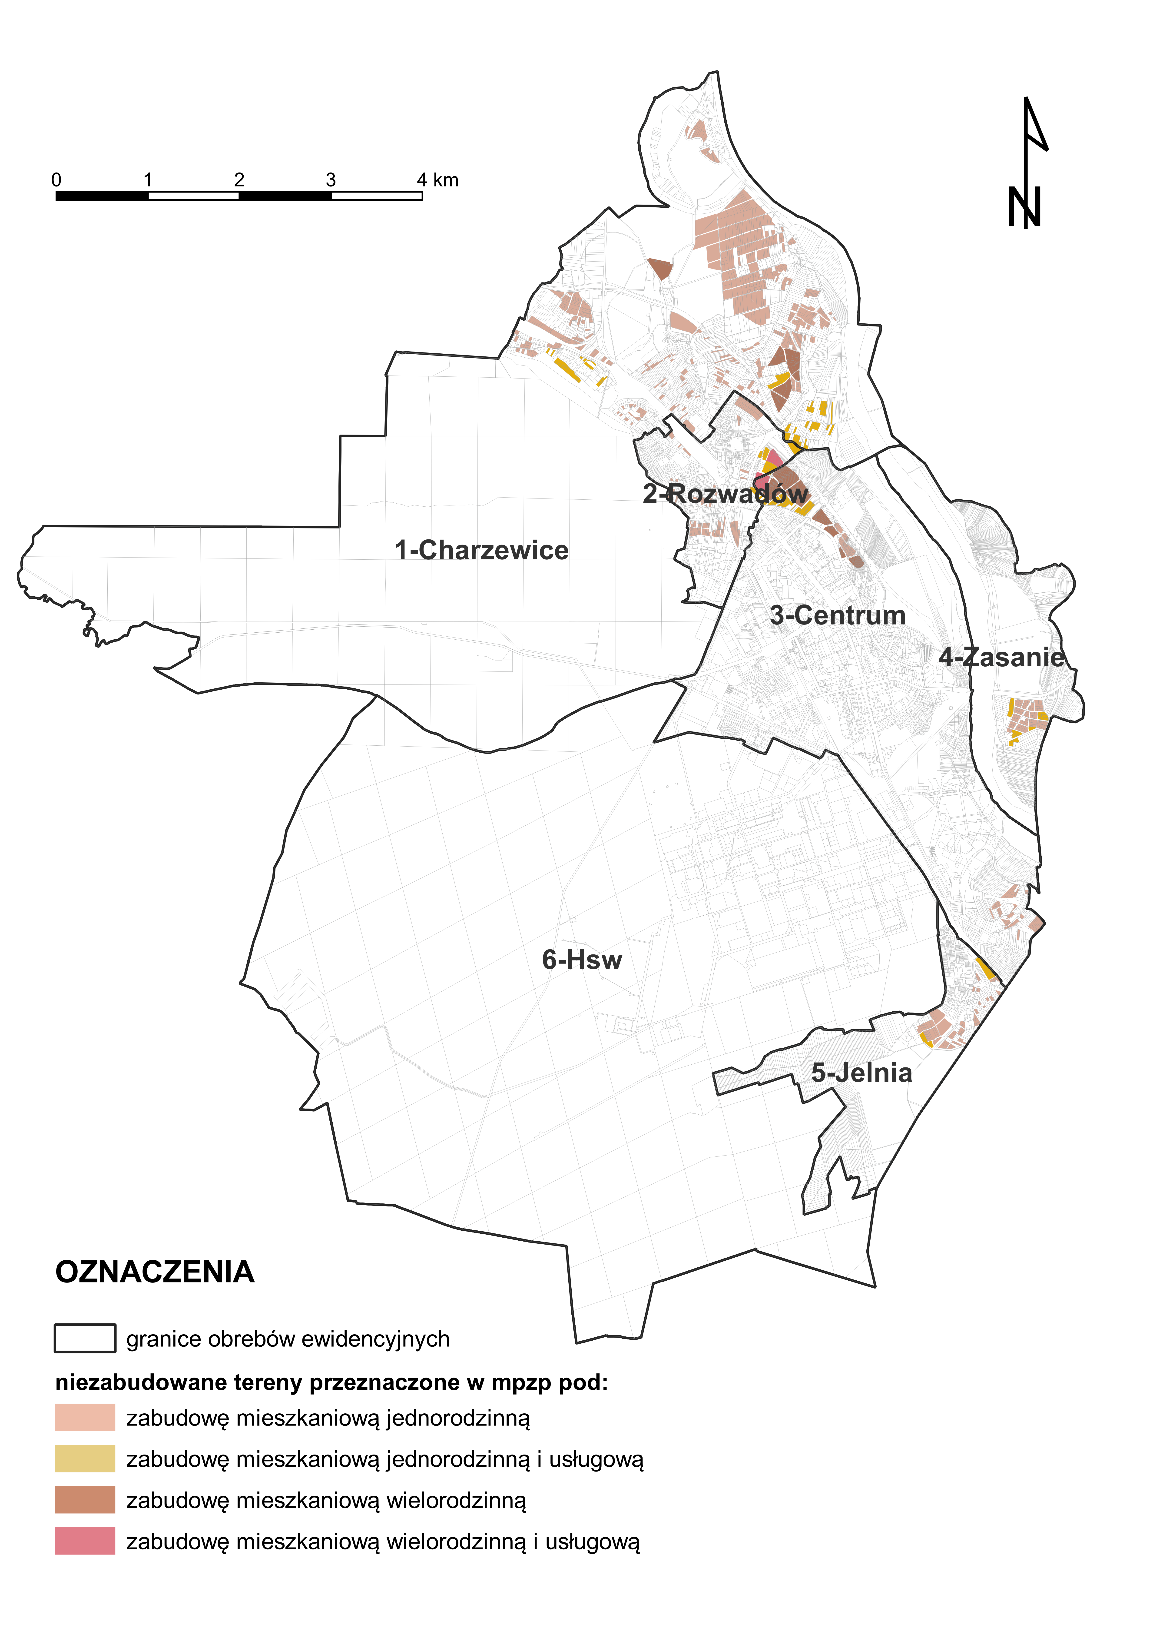 0 1 2 3 4 km
N
2-Rozwadów
1-Charzewice
3-Centrum
4-Zasanie
6-Hsw
5-Jelnia
OZNACZENIA
granice obrebów ewidencyjnych
niezabudowane tereny przeznaczone w mpzp pod:
zabudowę mieszkaniową jednorodzinną
zabudowę mieszkaniową jednorodzinną i usługową
zabudowę mieszkaniową wielorodzinną
zabudowę mieszkaniową wielorodzinną i usługową